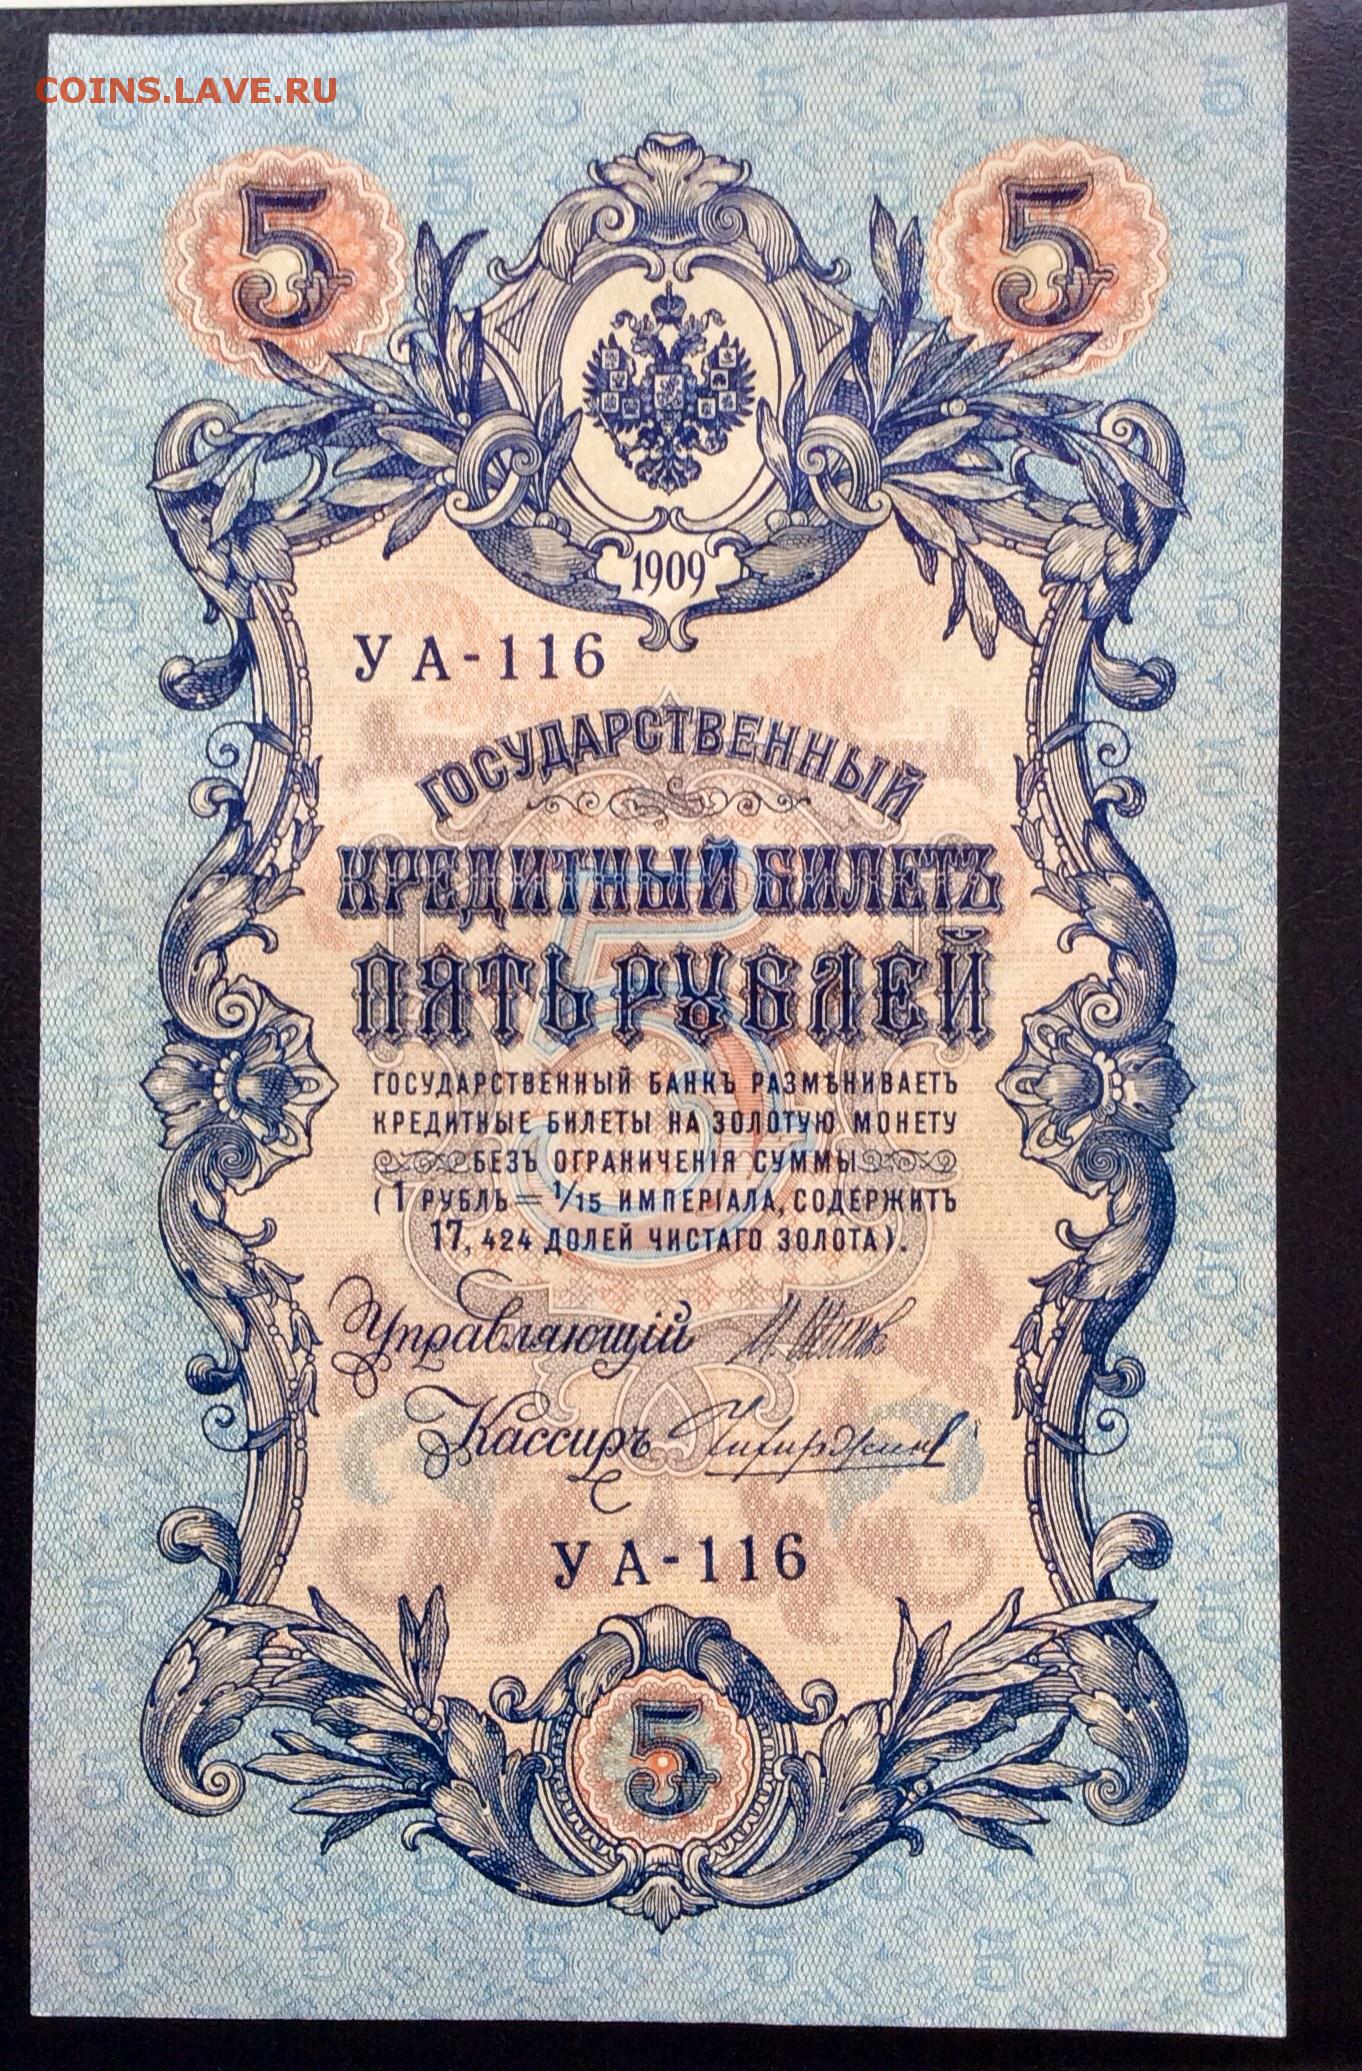 COINS.LAVE.RU
5 5
1909
УА-116
ГОСУДАРСТВЕННЫЙ
КРЕДИТНЫЙ БИЛЕТЪ
ПЯТЬ РУБЛЕЙ
ГОСУДАРСТВЕННЫЙ БАНКЪ РАЗМѢНИВАЕТЪ
КРЕДИТНЫЕ БИЛЕТЫ НА ЗОЛОТУЮ МОНЕТУ
БЕЗЪ ОГРАНИЧЕНІЯ СУММЫ
(1 РУБЛЬ = 1/15 ИМПЕРІАЛА, СОДЕРЖИТЪ
17, 424 ДОЛЕЙ ЧИСТАГО ЗОЛОТА).
Управляющій
Кассиръ
УА-116
5